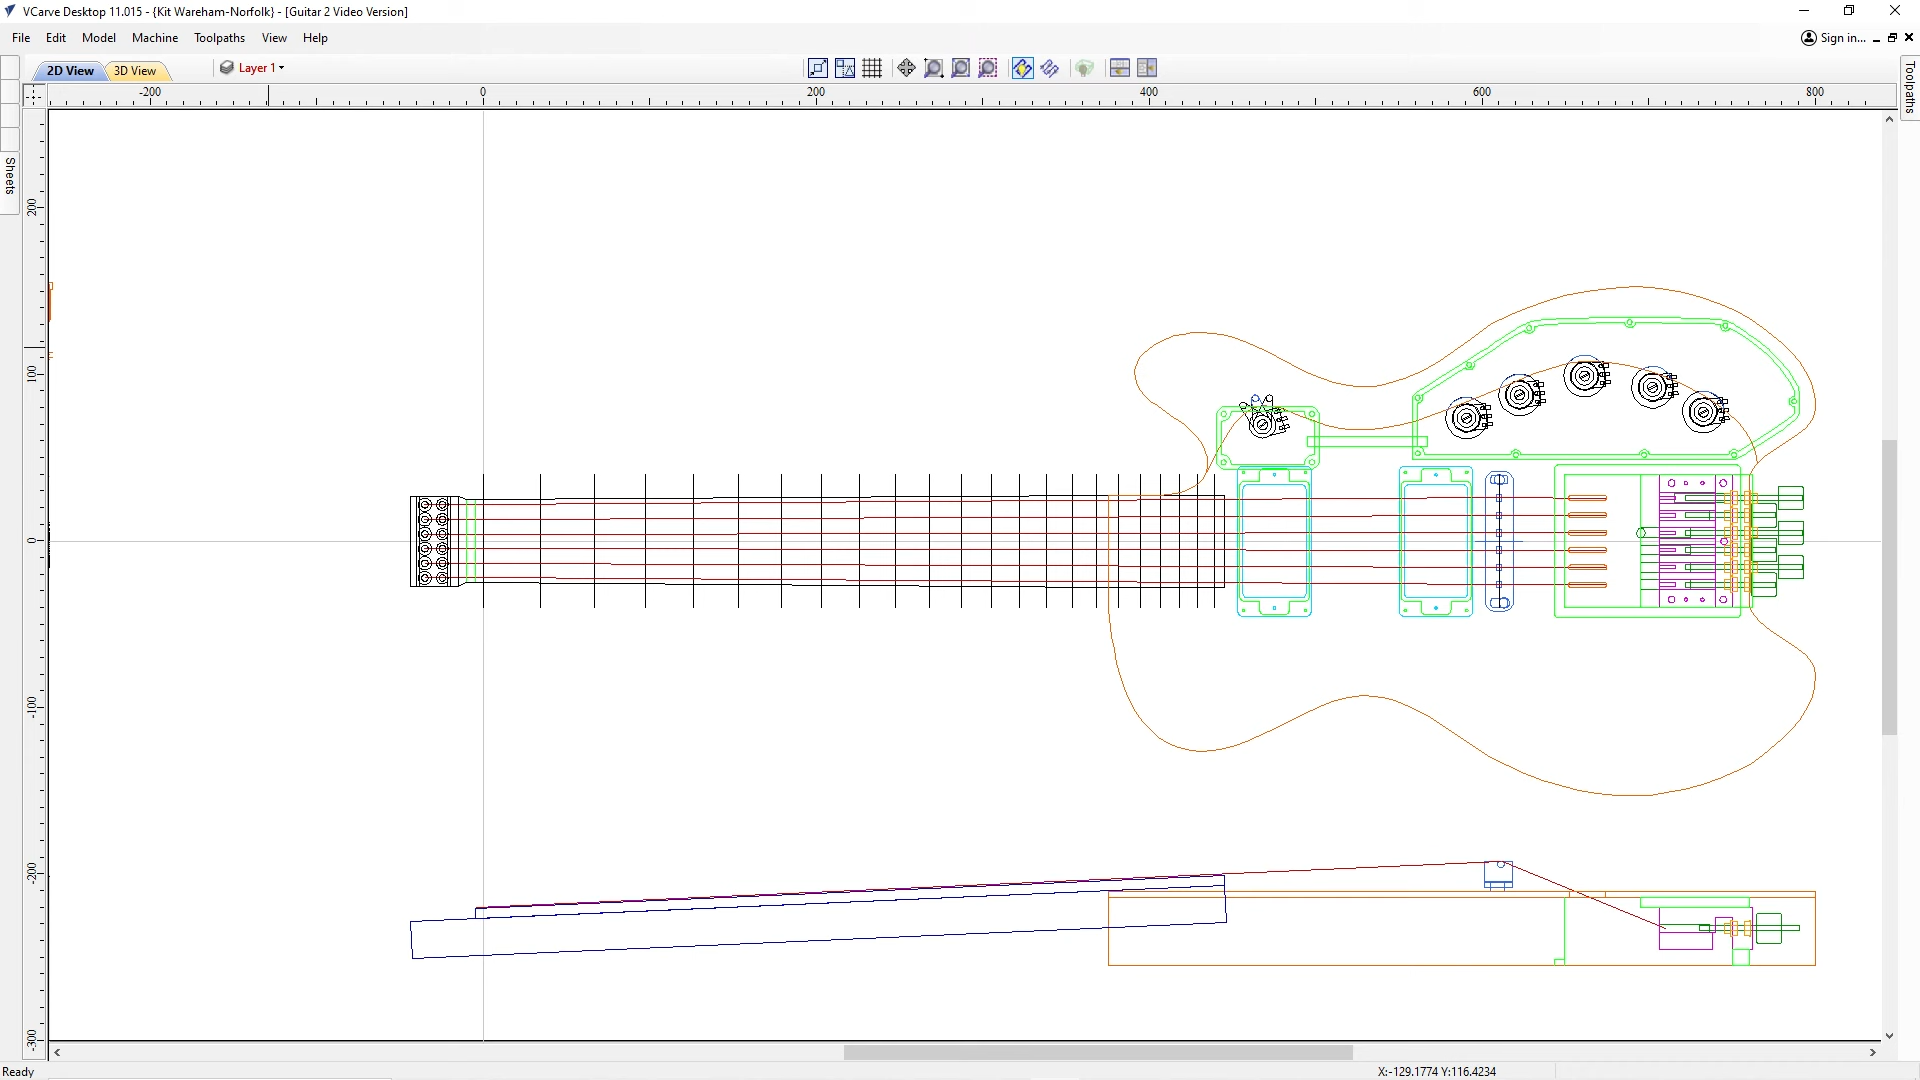 VCarve Desktop 11.015 - {Kit Wareham-Norfolk} - [Guitar 2 Video Version]
File Edit Model Machine Toolpaths View Help
Sign in...
2D View 3D View Layer 1
Toolpaths
-200 0 200 400 600 800
Sheets
200
100
0
-100
-200
-300
Ready X:-129.1774 Y:116.4234